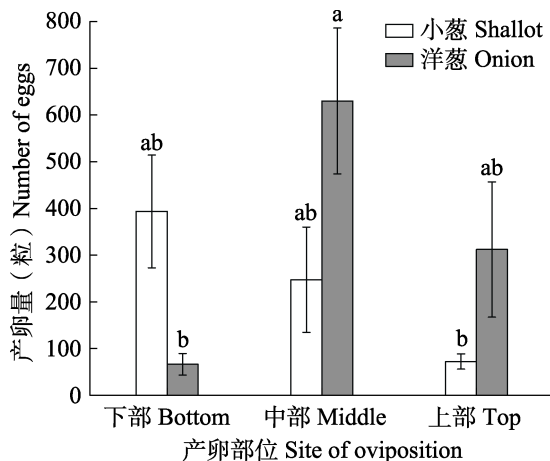 小葱 Shallot
洋葱 Onion
产卵量（粒）Number of eggs
800
700
600
500
400
300
200
100
0
ab
b
ab
a
b
ab
下部 Bottom
中部 Middle
上部 Top
产卵部位 Site of oviposition